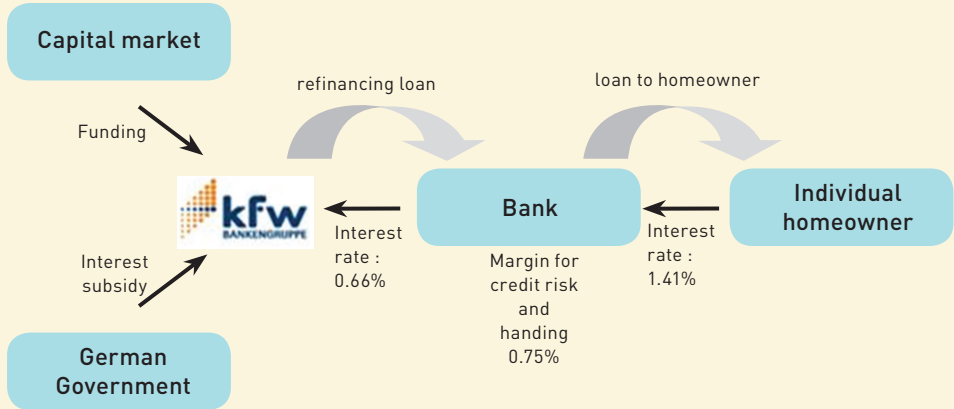 Capital market
refinancing loan
loan to homeowner
Funding
kfw
BANKENGRUPPE
Bank
Individual
homeowner
Interest
subsidy
Interest
rate :
0.66%
Margin for
credit risk
and
handing
0.75%
Interest
rate :
1.41%
German
Government